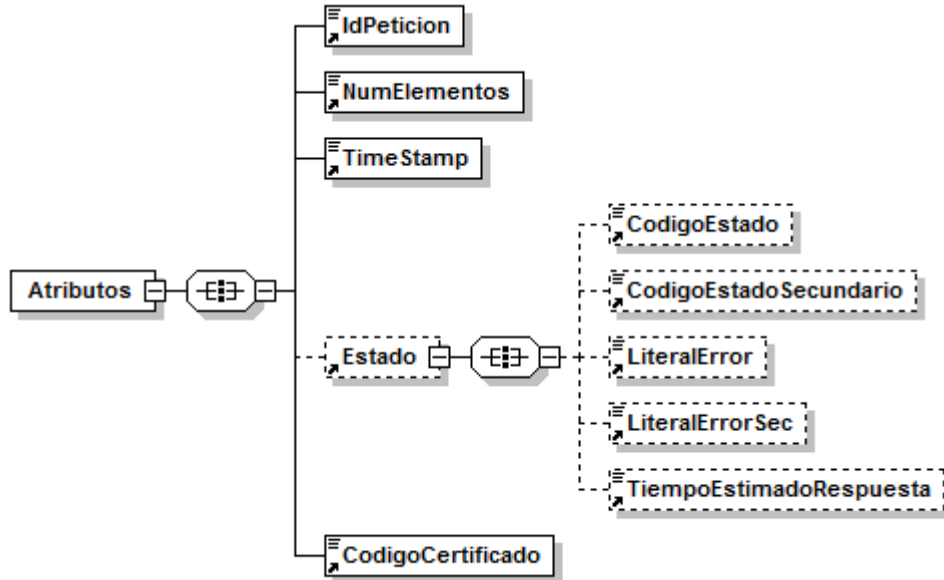 IdPeticion
NumElementos
TimeStamp
Atributos
Estado
CodigoEstado
CodigoEstadoSecundario
LiteralError
LiteralErrorSec
TiempoEstimadoRespuesta
CodigoCertificado